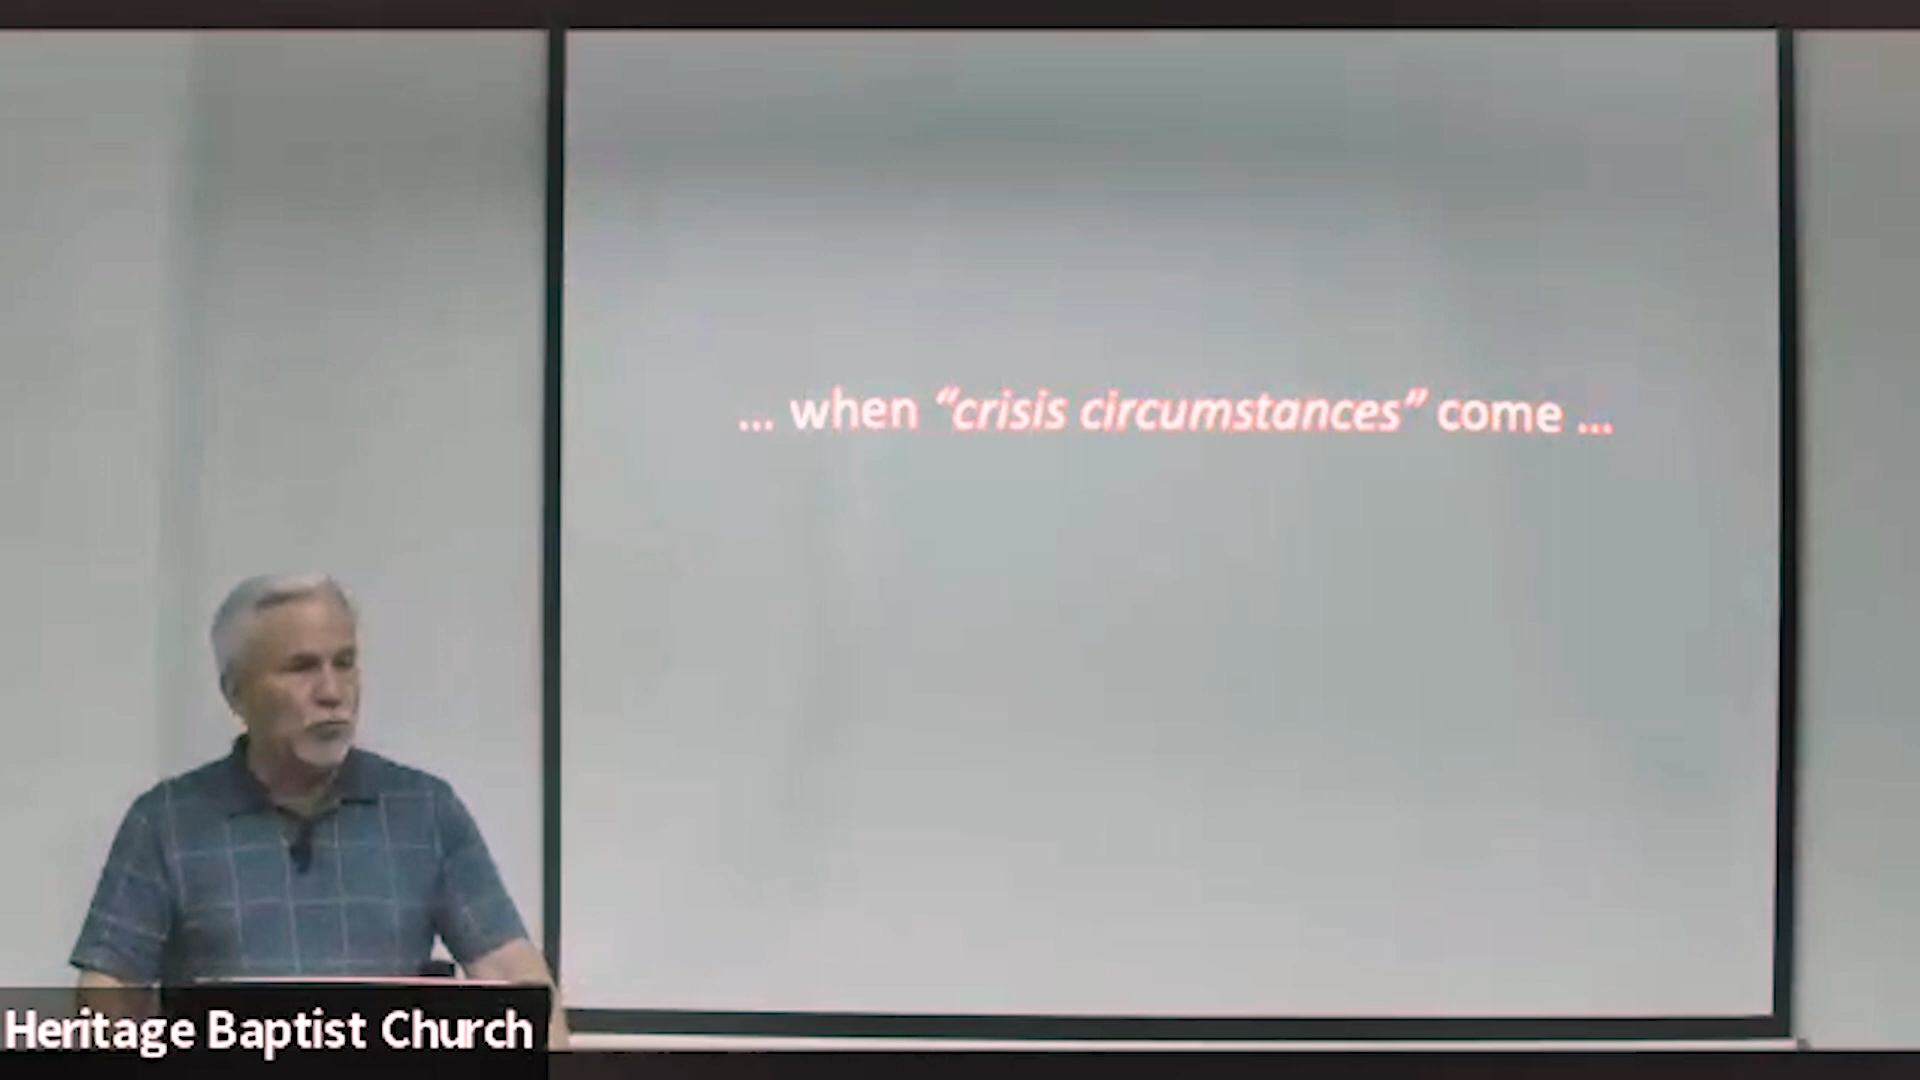 ... when “crisis circumstances” come ...
Heritage Baptist Church